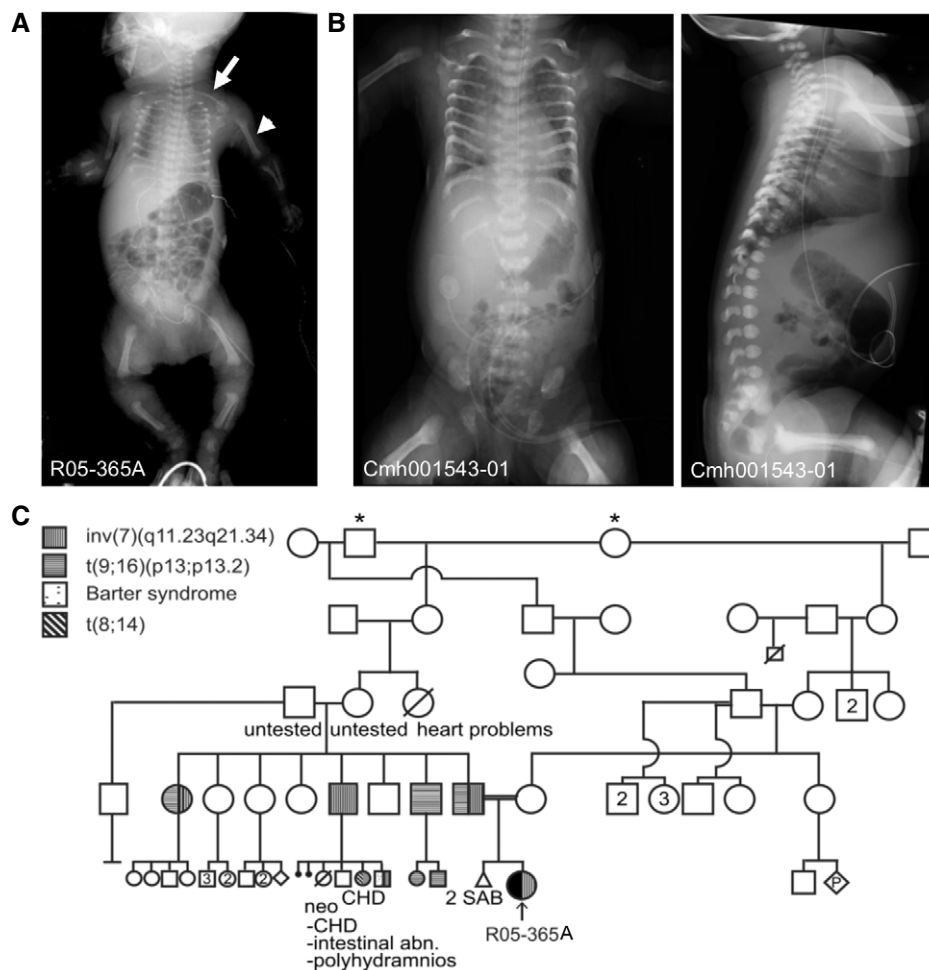 A
B
R05-365A
Cmh001543-01
Cmh001543-01
C
inv(7)(q11.23q21.34)
t(9;16)(p13;p13.2)
Barter syndrome
t(8;14)
*
*
2
untested untested heart problems
2
3
3
2
2
P
neo CHD
-CHD
-intestinal abn.
-polyhydramnios
2 SAB
R05-365A